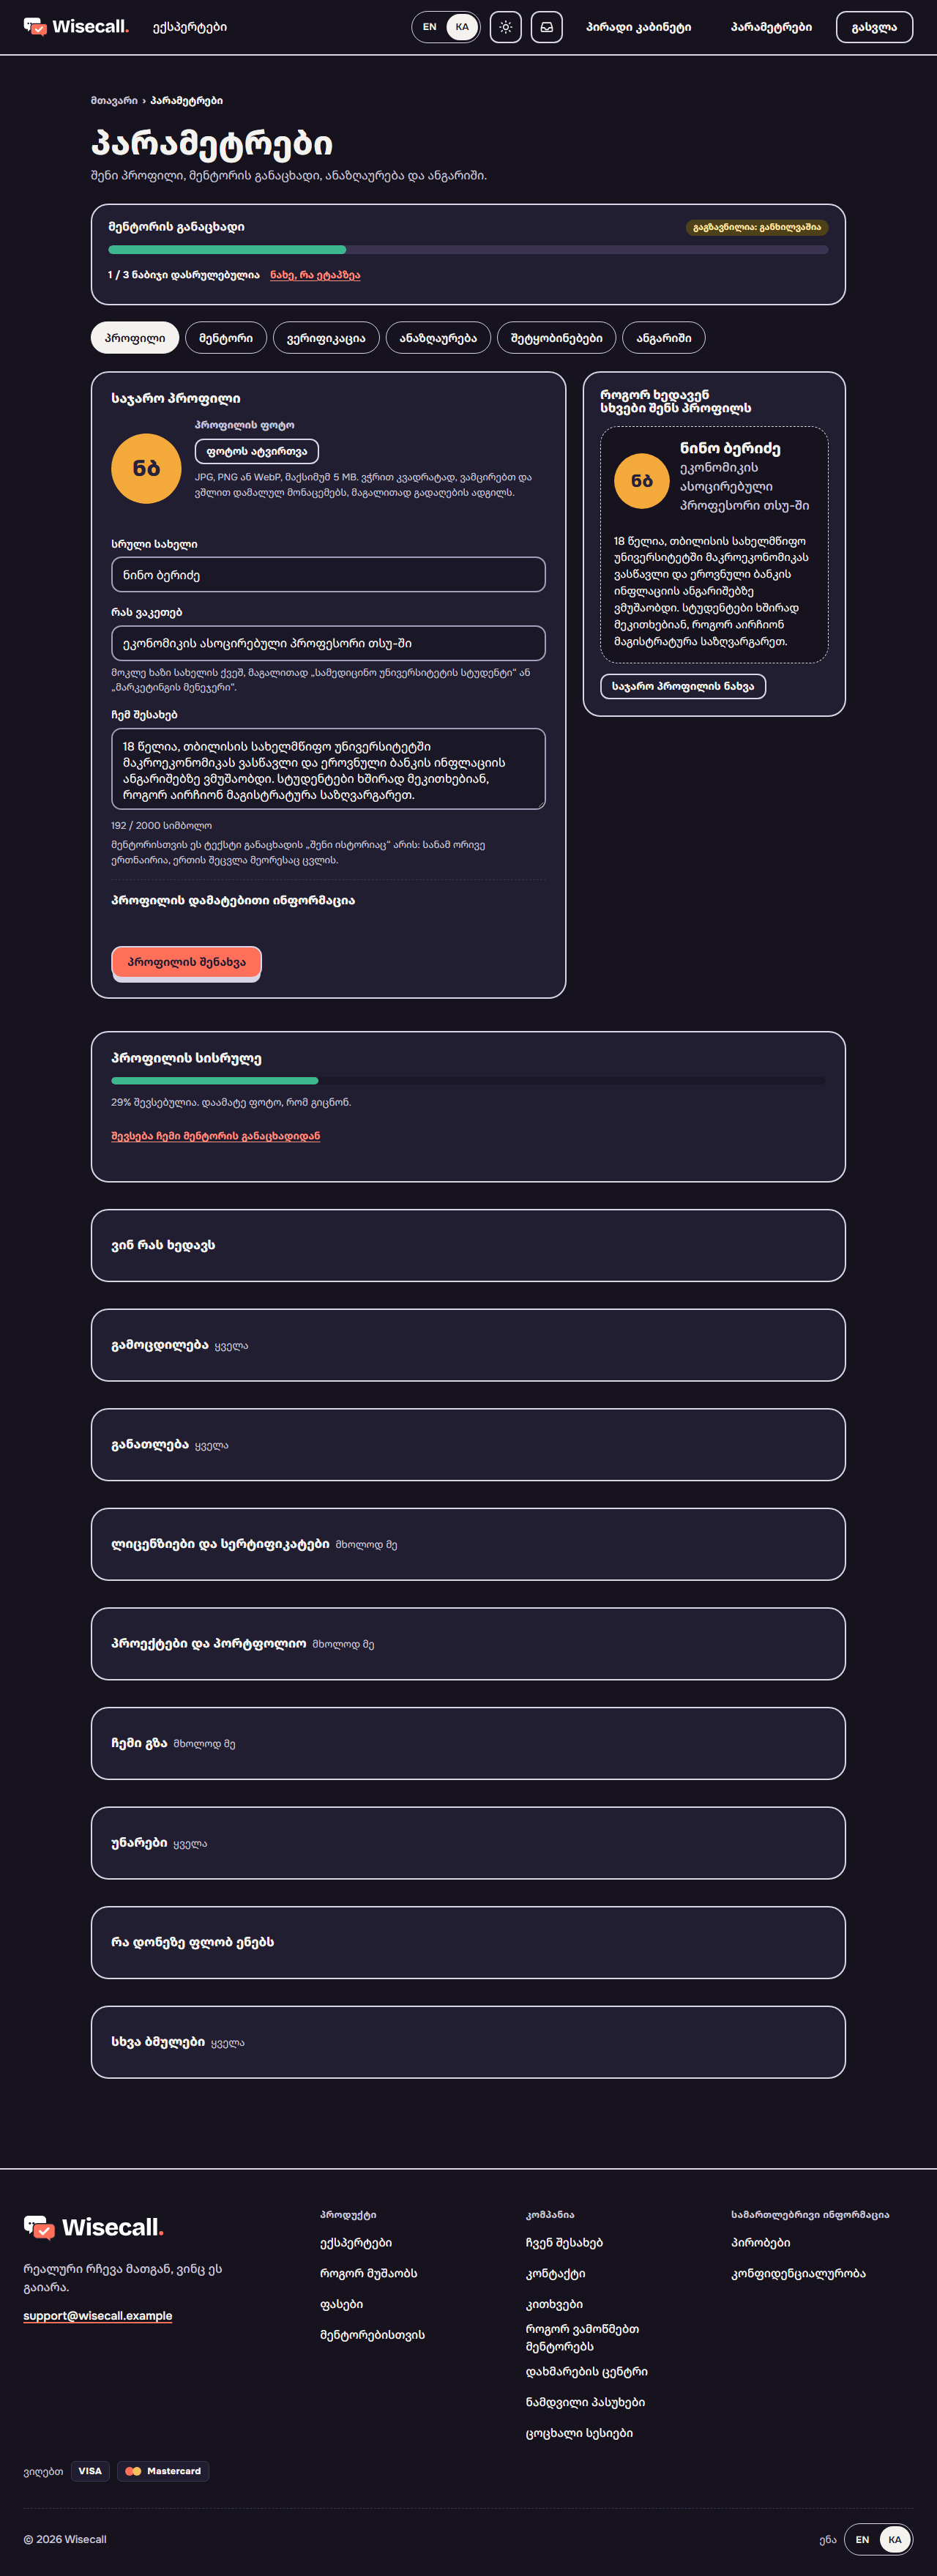 Wisecall.
ექსპერტები
EN KA
პირადი კაბინეტი
პარამეტრები
გასვლა
მთავარი › პარამეტრები
პარამეტრები
შენი პროფილი, მენტორის განაცხადი, ანაზღაურება და ანგარიში.
მენტორის განაცხადი
გაგზავნილია: განხილვაშია
1 / 3 ნაბიჯი დასრულებულია ნახე, რა ეტაპზეა
პროფილი
მენტორი
ვერიფიკაცია
ანაზღაურება
შეტყობინებები
ანგარიში
საჯარო პროფილი
ნბ
პროფილის ფოტო
ფოტოს ატვირთვა
JPG, PNG ან WebP, მაქსიმუმ 5 MB. ვჭრით კვადრატად, ვამცირებთ და
ვშლით დამალულ მონაცემებს, მაგალითად გადაღების ადგილს.
სრული სახელი
ნინო ბერიძე
რას ვაკეთებ
ეკონომიკის ასოცირებული პროფესორი თსუ-ში
მოკლე ხაზი სახელის ქვეშ, მაგალითად „სამედიცინო უნივერსიტეტის სტუდენტი“ ან
„მარკეტინგის მენეჯერი“.
ჩემ შესახებ
18 წელია, თბილისის სახელმწიფო უნივერსიტეტში
მაკროეკონომიკას ვასწავლი და ეროვნული ბანკის ინფლაციის
ანგარიშებზე ვმუშაობდი. სტუდენტები ხშირად მეკითხებიან,
როგორ აირჩიონ მაგისტრატურა საზღვარგარეთ.
192 / 2000 სიმბოლო
მენტორისთვის ეს ტექსტი განაცხადის „შენი ისტორიაც“ არის: სანამ ორივე
ერთნაირია, ერთის შეცვლა მეორესაც ცვლის.
პროფილის დამატებითი ინფორმაცია
პროფილის შენახვა
როგორ ხედავენ
სხვები შენს პროფილს
ნბ
ნინო ბერიძე
ეკონომიკის
ასოცირებული
პროფესორი თსუ-ში
18 წელია, თბილისის სახელმწიფო
უნივერსიტეტში მაკროეკონომიკას
ვასწავლი და ეროვნული ბანკის
ინფლაციის ანგარიშებზე
ვმუშაობდი. სტუდენტები ხშირად
მეკითხებიან, როგორ აირჩიონ
მაგისტრატურა საზღვარგარეთ.
საჯარო პროფილის ნახვა
პროფილის სისრულე
29% შევსებულია. დაამატე ფოტო, რომ გიცნონ.
შევსება ჩემი მენტორის განაცხადიდან
ვინ რას ხედავს
გამოცდილება ყველა
განათლება ყველა
ლიცენზიები და სერტიფიკატები მხოლოდ მე
პროექტები და პორტფოლიო მხოლოდ მე
ჩემი გზა მხოლოდ მე
უნარები ყველა
რა დონეზე ფლობ ენებს
სხვა ბმულები ყველა
Wisecall.
რეალური რჩევა მათგან, ვინც ეს
გაიარა.
support@wisecall.example
პროდუქტი
ექსპერტები
როგორ მუშაობს
ფასები
მენტორებისთვის
კომპანია
ჩვენ შესახებ
კონტაქტი
კითხვები
როგორ ვამოწმებთ
მენტორებს
დახმარების ცენტრი
ნამდვილი პასუხები
ცოცხალი სესიები
სამართლებრივი ინფორმაცია
პირობები
კონფიდენციალურობა
ვიღებთ VISA Mastercard
© 2026 Wisecall
ენა EN KA